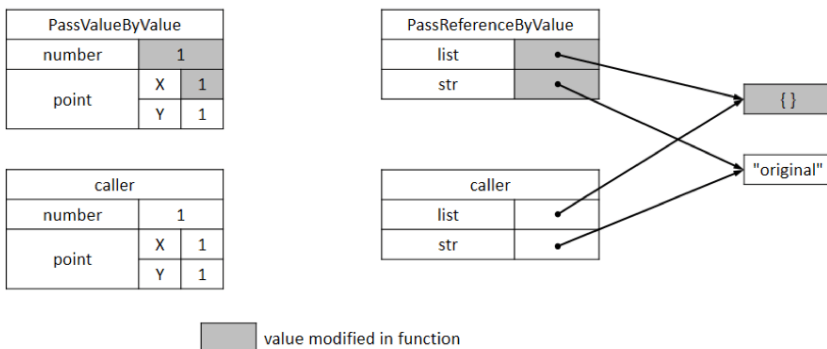 PassValueByValue
number 1
point X 1
Y 1
PassReferenceByValue
list
str
{ }
"original"
caller
number 1
point X 1
Y 1
caller
list
str
value modified in function